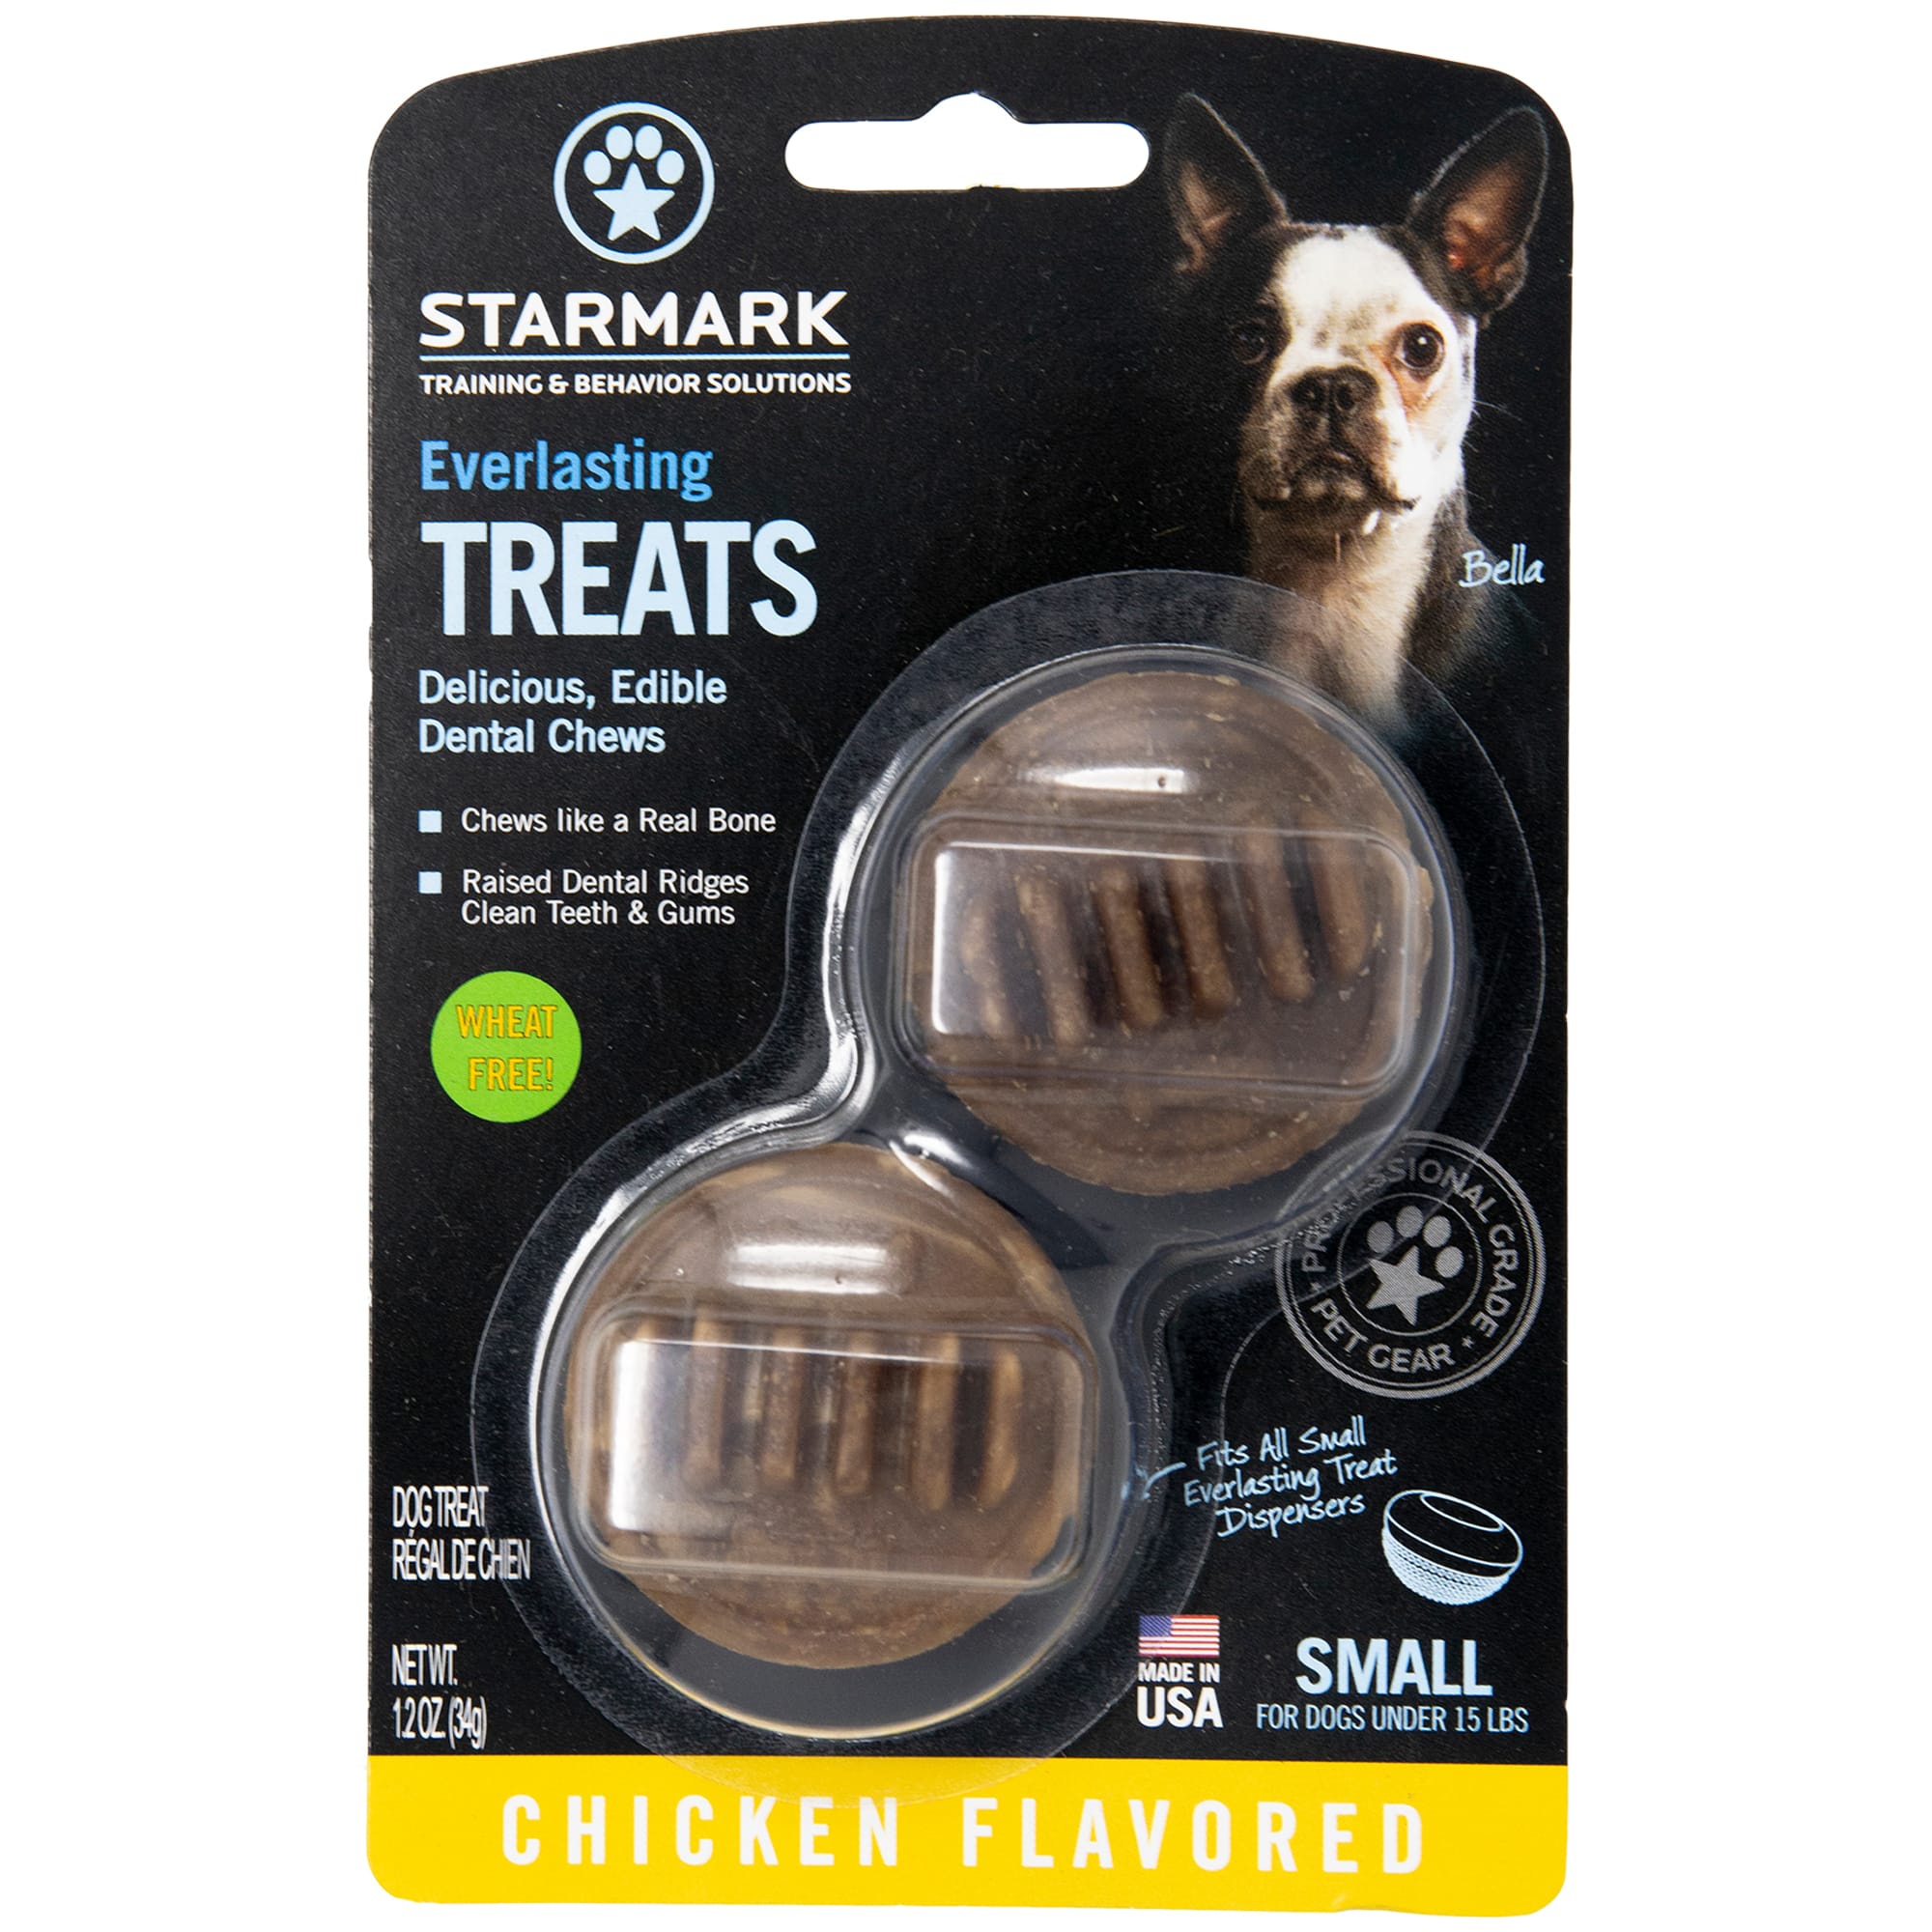 STARMARK
TRAINING & BEHAVIOR SOLUTIONS
Everlasting
TREATS
Delicious, Edible
Dental Chews
Chews like a Real Bone
Raised Dental Ridges
Clean Teeth & Gums
WHEAT
FREE!
Bella
PROFESSIONAL GRADE
PET GEAR
Fits All Small
Everlasting Treat
Dispensers
DOG TREAT
RÉGAL DE CHIEN
NET WT.
1.2 OZ. (34g)
MADE IN
USA
SMALL
FOR DOGS UNDER 15 LBS
CHICKEN FLAVORED